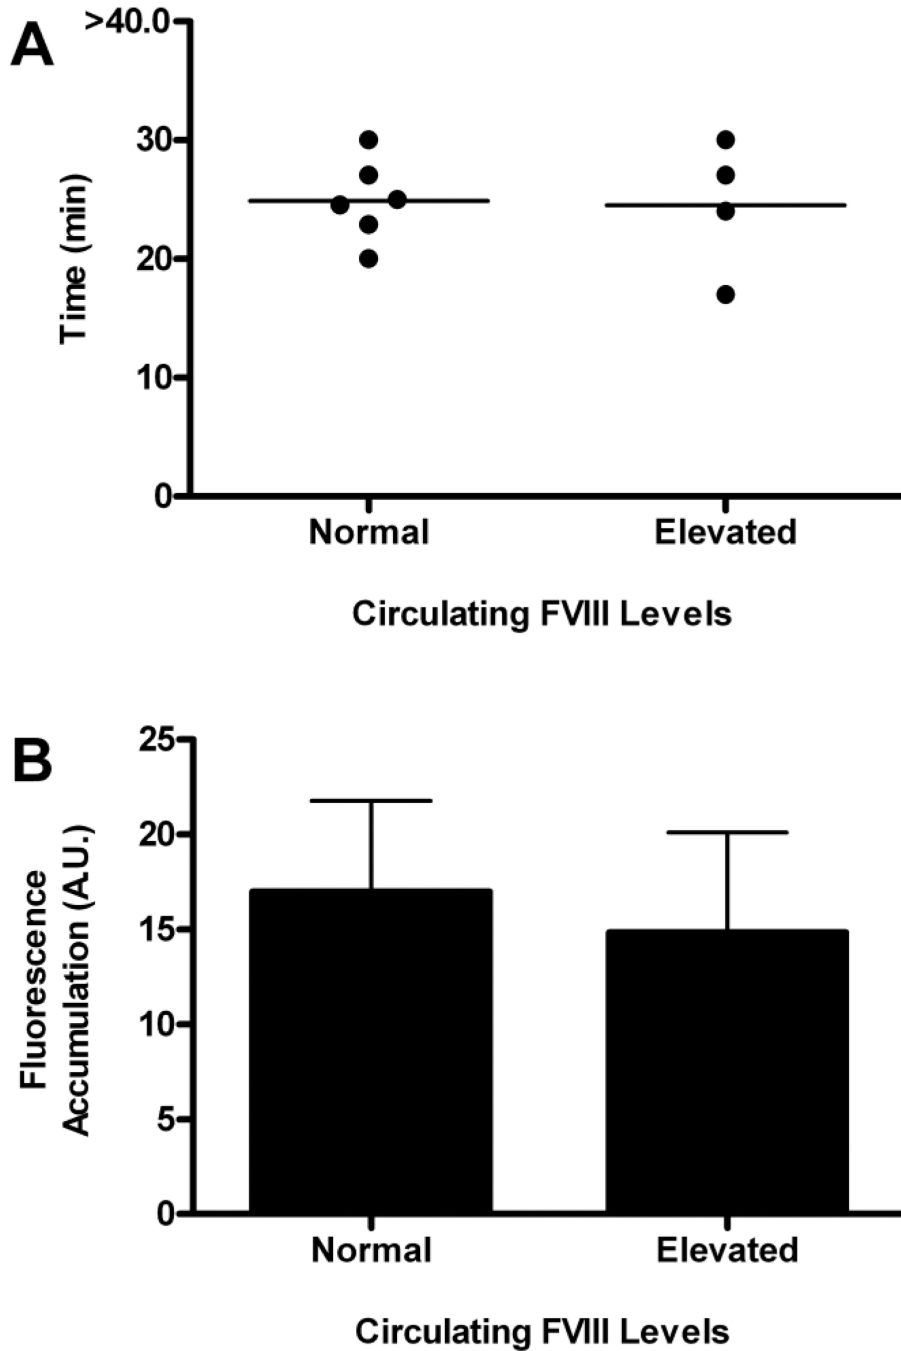 A
>40.0
30
20
10
0
Time (min)
Normal Elevated
Circulating FVIII Levels
B
25
20
15
10
5
0
Fluorescence
Accumulation (A.U.)
Normal Elevated
Circulating FVIII Levels